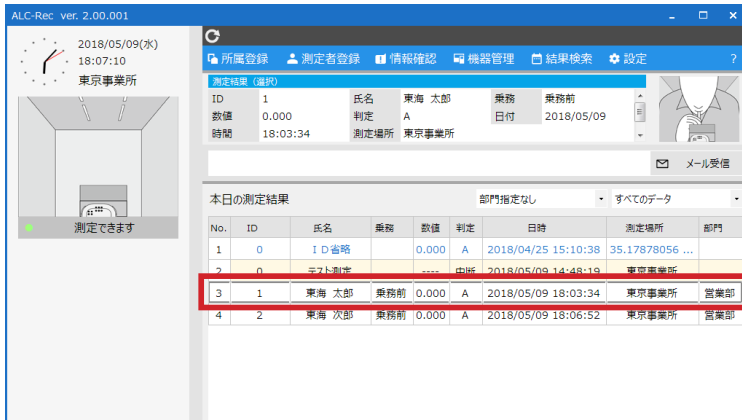 ALC-Rec ver. 2.00.001
2018/05/09(水)
18:07:10
東京事業所
測定できます
所属登録 測定者登録 情報確認 機器管理 結果検索 設定 ?
測定結果（選択）
ID 1 氏名 東海 太郎 乗務 乗務前
数値 0.000 判定 A 日付 2018/05/09
時間 18:03:34 測定場所 東京事業所
メール受信
本日の測定結果 部門指定なし すべてのデータ
No. ID 氏名 乗務 数値 判定 日時 測定場所 部門
1 0 ＩＤ省略 0.000 A 2018/04/25 15:10:38 35.17878056 ...
2 0 テスト測定 ---- 中断 2018/05/09 14:48:19 東京事業所
3 1 東海 太郎 乗務前 0.000 A 2018/05/09 18:03:34 東京事業所 営業部
4 2 東海 次郎 乗務前 0.000 A 2018/05/09 18:06:52 東京事業所 営業部